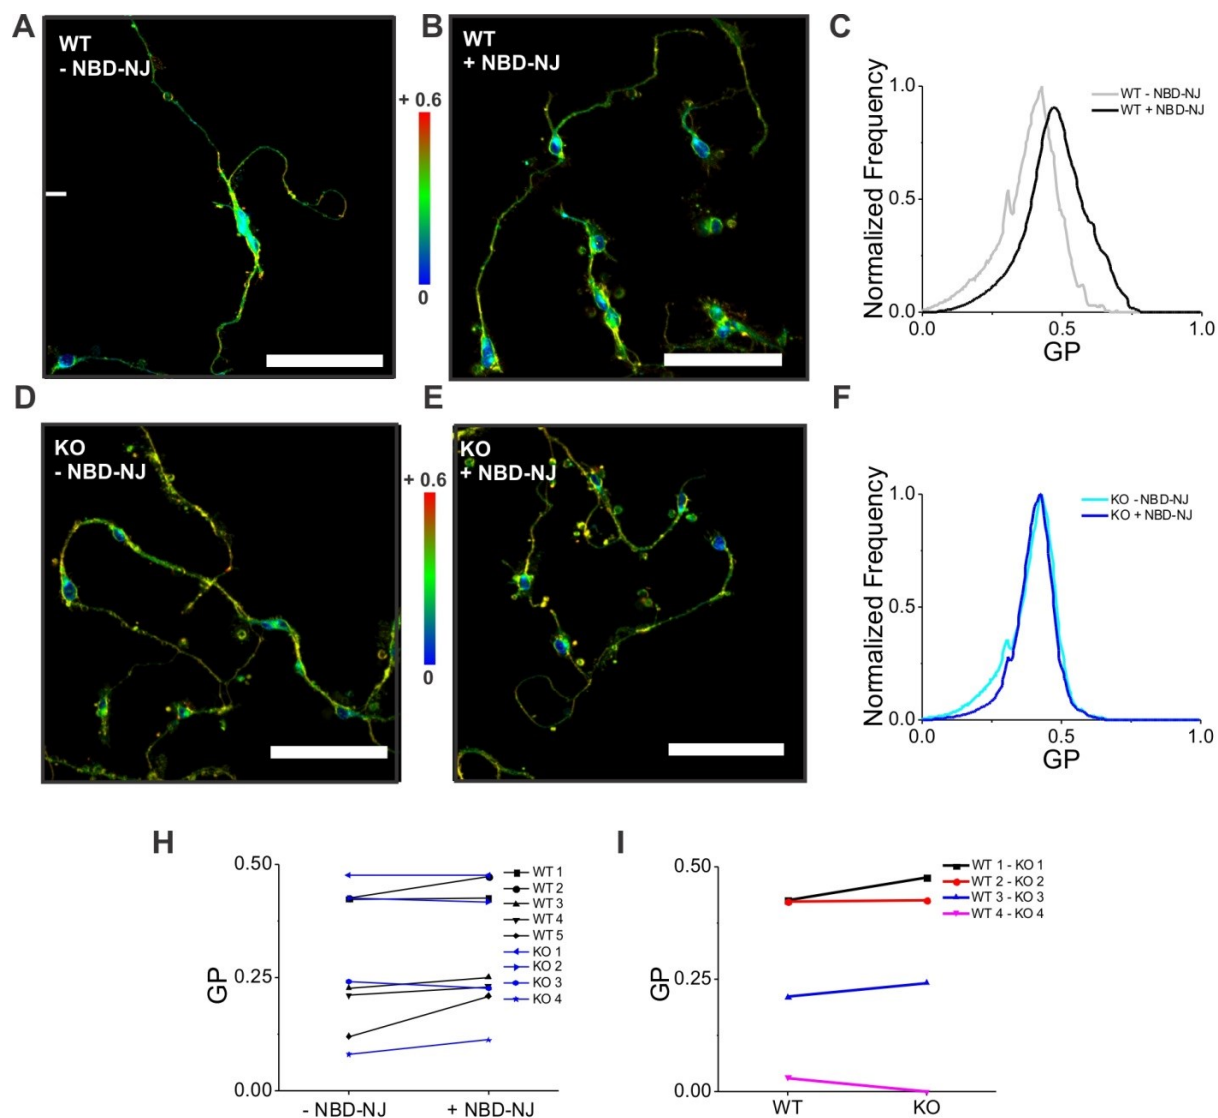 A
WT
- NBD-NJ
+ 0.6
0
B
WT
+ NBD-NJ
C
Normalized Frequency
1.0
0.5
0.0
0.0
0.5
1.0
GP
WT - NBD-NJ
WT + NBD-NJ
D
KO
- NBD-NJ
+ 0.6
0
E
KO
+ NBD-NJ
F
Normalized Frequency
1.0
0.5
0.0
0.0
0.5
1.0
GP
KO - NBD-NJ
KO + NBD-NJ
H
GP
0.50
0.25
0.00
- NBD-NJ
+ NBD-NJ
WT 1
WT 2
WT 3
WT 4
WT 5
KO 1
KO 2
KO 3
KO 4
I
GP
0.50
0.25
0.00
WT
KO
WT 1 - KO 1
WT 2 - KO 2
WT 3 - KO 3
WT 4 - KO 4